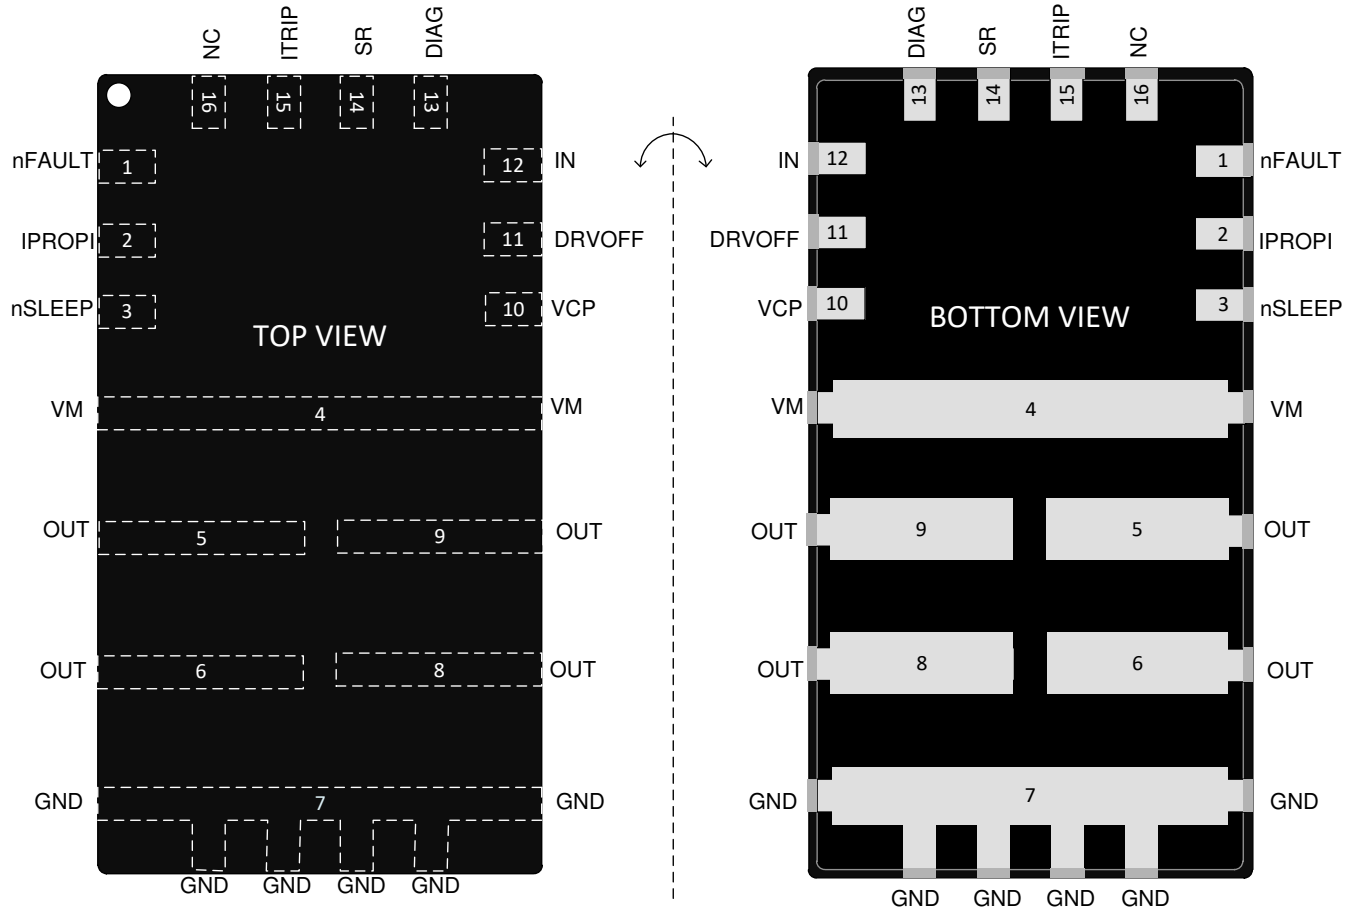 NC ITRIP SR DIAG
16 15 14 13
nFAULT 1 12 IN
IPROPI 2 11 DRVOFF
nSLEEP 3 10 VCP
TOP VIEW
VM 4 VM
OUT 5 9 OUT
OUT 6 8 OUT
GND 7 GND
GND GND GND GND
DIAG SR ITRIP NC
13 14 15 16
IN 12 1 nFAULT
DRVOFF 11 2 IPROPI
VCP 10 3 nSLEEP
BOTTOM VIEW
VM 4 VM
OUT 9 5 OUT
OUT 8 6 OUT
GND 7 GND
GND GND GND GND